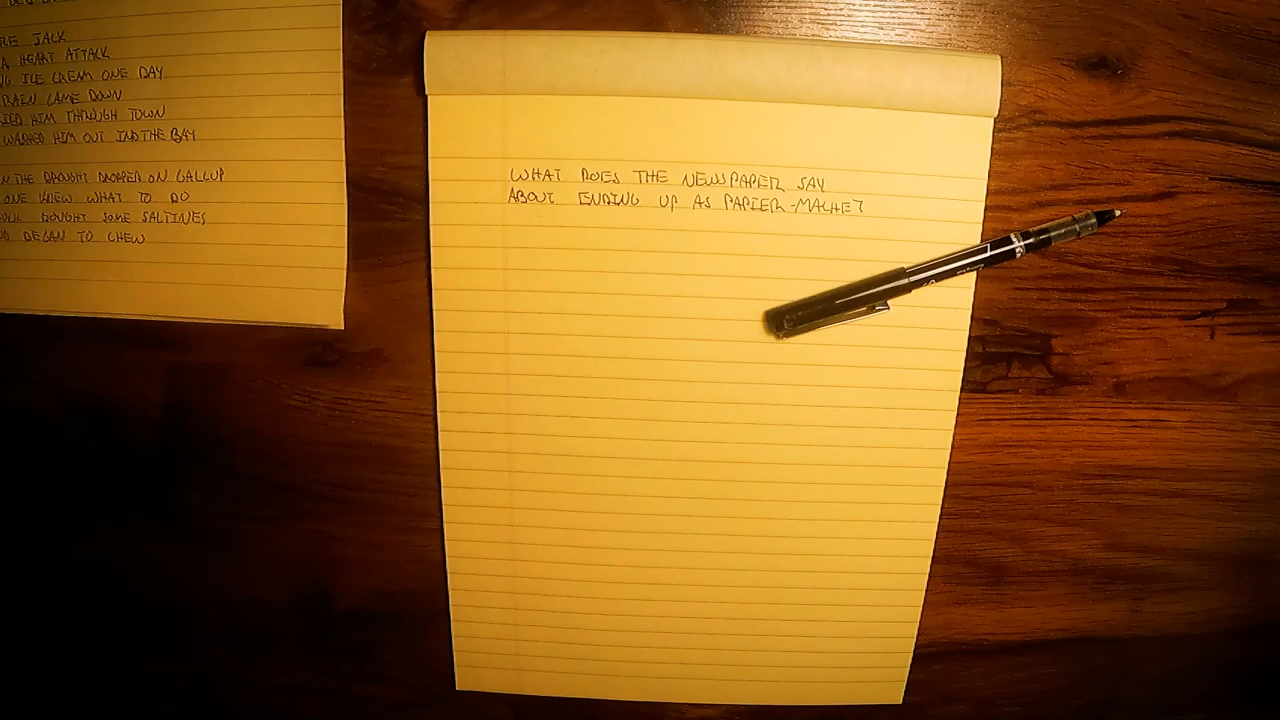 RE JACK
A HEART ATTACK
NG ICE CREAM ONE DAY
RAIN CAME DOWN
IED HIM THROUGH TOWN
WASHED HIM OUT INTO THE BAY
N THE DROUGHT DROPPED ON GALLUP
ONE KNEW WHAT TO DO
BOUGHT SOME SALTINES
BEGAN TO CHEW
WHAT DOES THE NEWSPAPER SAY
ABOUT ENDING UP AS PAPIER-MACHE?